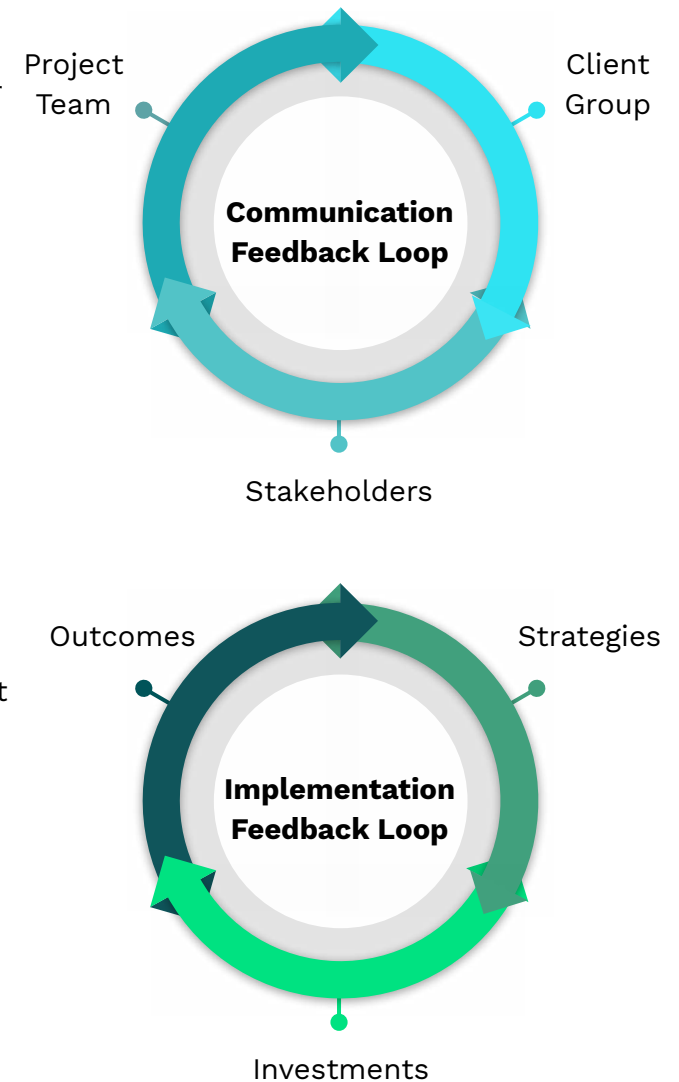 Project
Team
Client
Group
Communication
Feedback Loop
Stakeholders
Outcomes
Strategies
Implementation
Feedback Loop
Investments